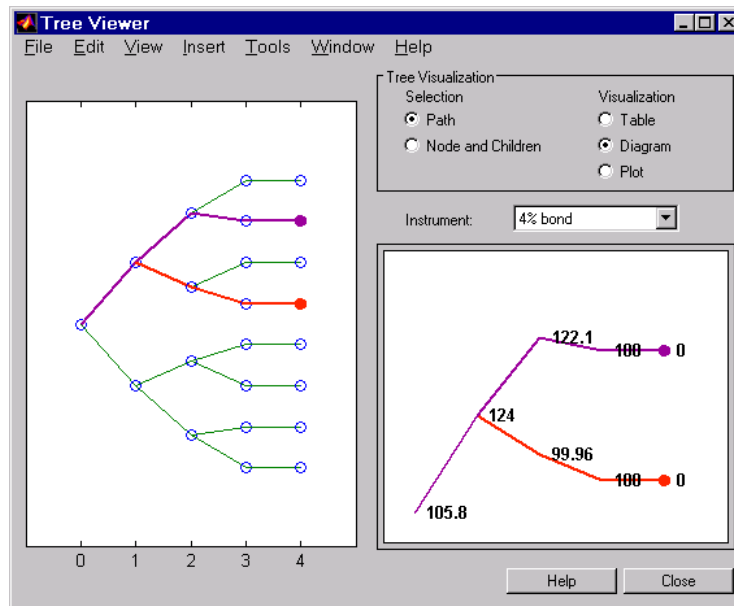 Tree Viewer
File Edit View Insert Tools Window Help
Tree Visualization
Selection Visualization
Path Table
Node and Children Diagram
Plot
Instrument: 4% bond
122.1 100 0
124
99.96
100 0
105.8
0 1 2 3 4
Help Close